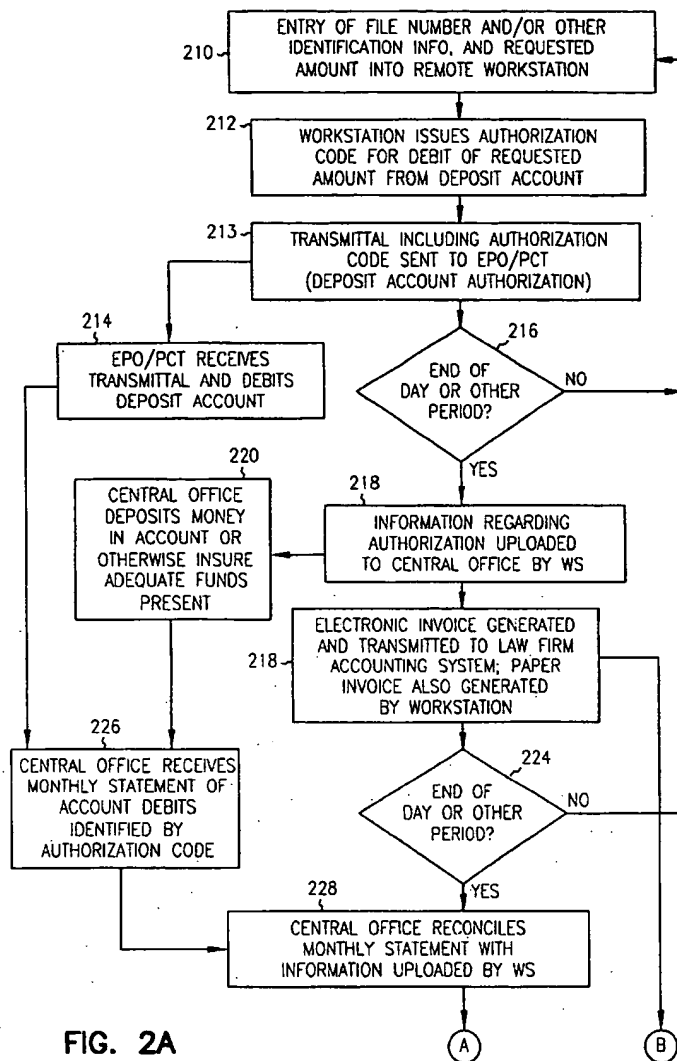 210
ENTRY OF FILE NUMBER AND/OR OTHER
IDENTIFICATION INFO, AND REQUESTED
AMOUNT INTO REMOTE WORKSTATION
212
WORKSTATION ISSUES AUTHORIZATION
CODE FOR DEBIT OF REQUESTED
AMOUNT FROM DEPOSIT ACCOUNT
213
TRANSMITTAL INCLUDING AUTHORIZATION
CODE SENT TO EPO/PCT
(DEPOSIT ACCOUNT AUTHORIZATION)
214
EPO/PCT RECEIVES
TRANSMITTAL AND DEBITS
DEPOSIT ACCOUNT
216
END OF
DAY OR OTHER
PERIOD?
NO
YES
220
CENTRAL OFFICE
DEPOSITS MONEY
IN ACCOUNT OR
OTHERWISE INSURE
ADEQUATE FUNDS
PRESENT
218
INFORMATION REGARDING
AUTHORIZATION UPLOADED
TO CENTRAL OFFICE BY WS
218
ELECTRONIC INVOICE GENERATED
AND TRANSMITTED TO LAW FIRM
ACCOUNTING SYSTEM; PAPER
INVOICE ALSO GENERATED
BY WORKSTATION
226
CENTRAL OFFICE RECEIVES
MONTHLY STATEMENT OF
ACCOUNT DEBITS
IDENTIFIED BY
AUTHORIZATION CODE
224
END OF
DAY OR OTHER
PERIOD?
NO
YES
228
CENTRAL OFFICE RECONCILES
MONTHLY STATEMENT WITH
INFORMATION UPLOADED BY WS
A
B
FIG. 2A